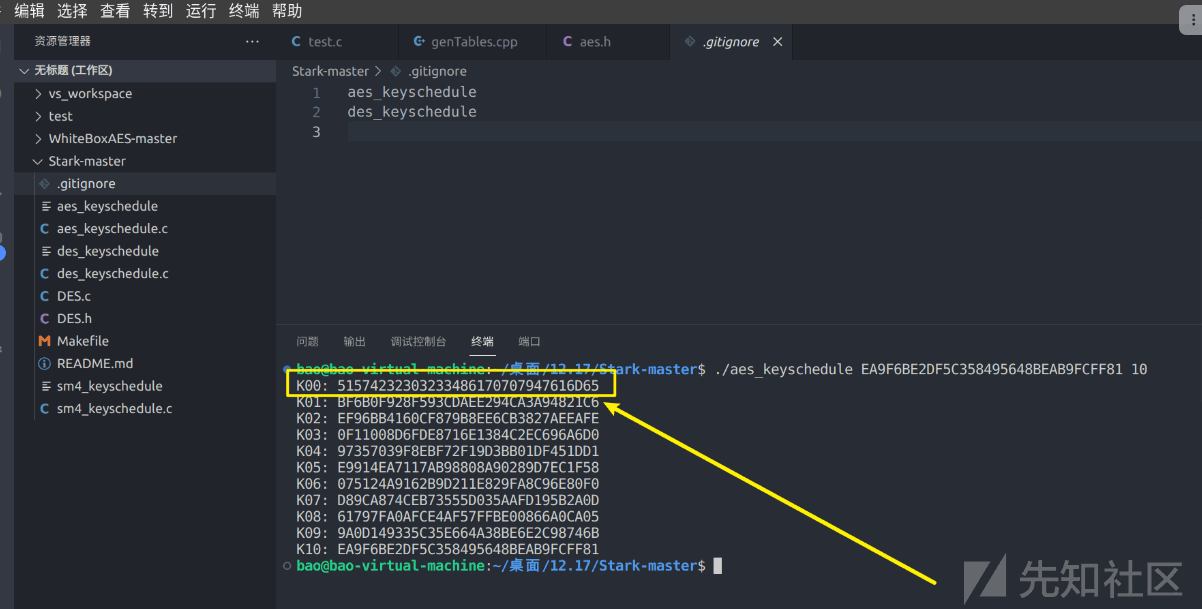 编辑 选择 查看 转到 运行 终端 帮助
资源管理器 ...
test.c genTables.cpp aes.h .gitignore
无标题 (工作区)
Stark-master > .gitignore
vs_workspace
test
WhiteBoxAES-master
Stark-master
.gitignore
aes_keyschedule
aes_keyschedule.c
des_keyschedule
des_keyschedule.c
DES.c
DES.h
Makefile
README.md
sm4_keyschedule
sm4_keyschedule.c
1 aes_keyschedule
2 des_keyschedule
3
问题 输出 调试控制台 终端 端口
bao@bao-virtual-machine:~/桌面/12.17/Stark-master$ ./aes_keyschedule EA9F6BE2DF5C358495648BEAB9FCFF81 10
K00: 51574232303233486170707947616D65
K01: BF6B0F928F593CDAEE294CA3A94821C6
K02: EF96BB4160CF879B8EE6CB3827AEEAFE
K03: 0F11008D6FDE8716E1384C2EC696A6D0
K04: 97357039F8EBF72F19D3BB01DF451DD1
K05: E9914EA7117AB98808A90289D7EC1F58
K06: 075124A9162B9D211E829FA8C96E80F0
K07: D89CA874CEB73555D035AAFD195B2A0D
K08: 61797FA0AFCE4AF57FFBE00866A0CA05
K09: 9A0D149335C35E664A38BE6E2C98746B
K10: EA9F6BE2DF5C358495648BEAB9FCFF81
bao@bao-virtual-machine:~/桌面/12.17/Stark-master$
先知社区